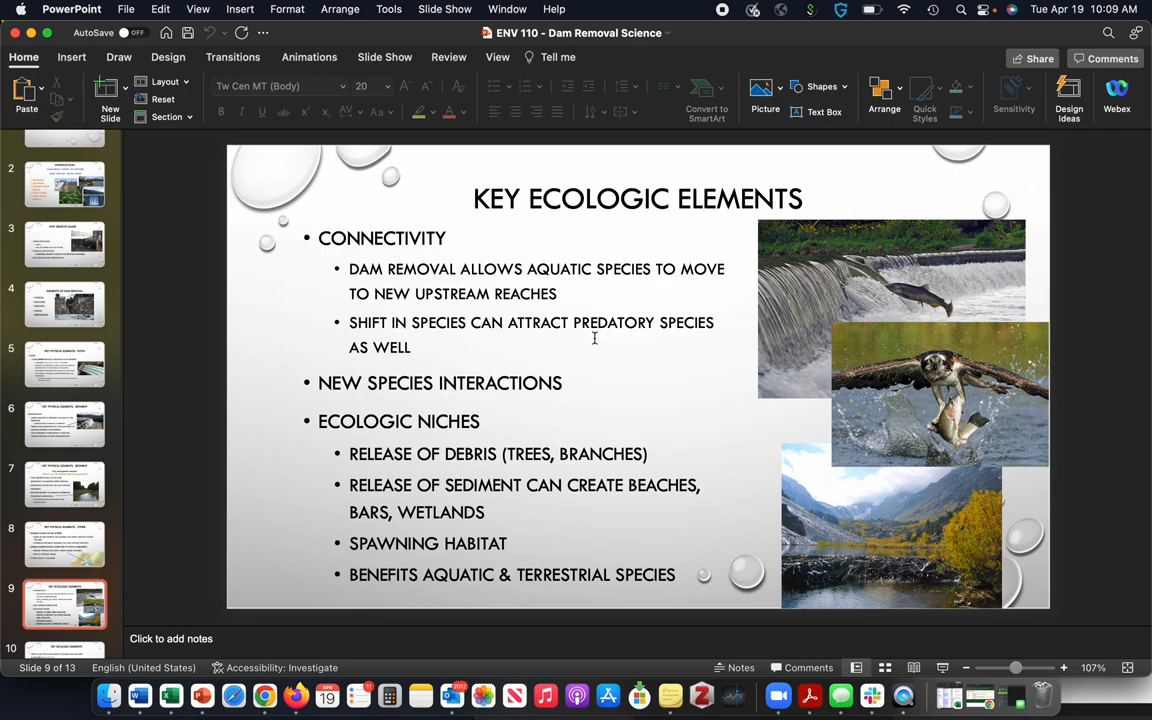 PowerPoint File Edit View Insert Format Arrange Tools Slide Show Window Help Tue Apr 19 10:09 AM
AutoSave OFF ENV 110 - Dam Removal Science
Home Insert Draw Design Transitions Animations Slide Show Review View Tell me Share Comments
Paste New Slide Layout Reset Section Tw Cen MT (Body) 20 Convert to SmartArt Picture Shapes Text Box Arrange Quick Styles Sensitivity Design Ideas Webex
KEY ECOLOGIC ELEMENTS
• CONNECTIVITY
• DAM REMOVAL ALLOWS AQUATIC SPECIES TO MOVE
TO NEW UPSTREAM REACHES
• SHIFT IN SPECIES CAN ATTRACT PREDATORY SPECIES
AS WELL
• NEW SPECIES INTERACTIONS
• ECOLOGIC NICHES
• RELEASE OF DEBRIS (TREES, BRANCHES)
• RELEASE OF SEDIMENT CAN CREATE BEACHES,
BARS, WETLANDS
• SPAWNING HABITAT
• BENEFITS AQUATIC & TERRESTRIAL SPECIES
2
3
4
5
6
7
8
9
10
Click to add notes
Slide 9 of 13 English (United States) Accessibility: Investigate Notes Comments 107%